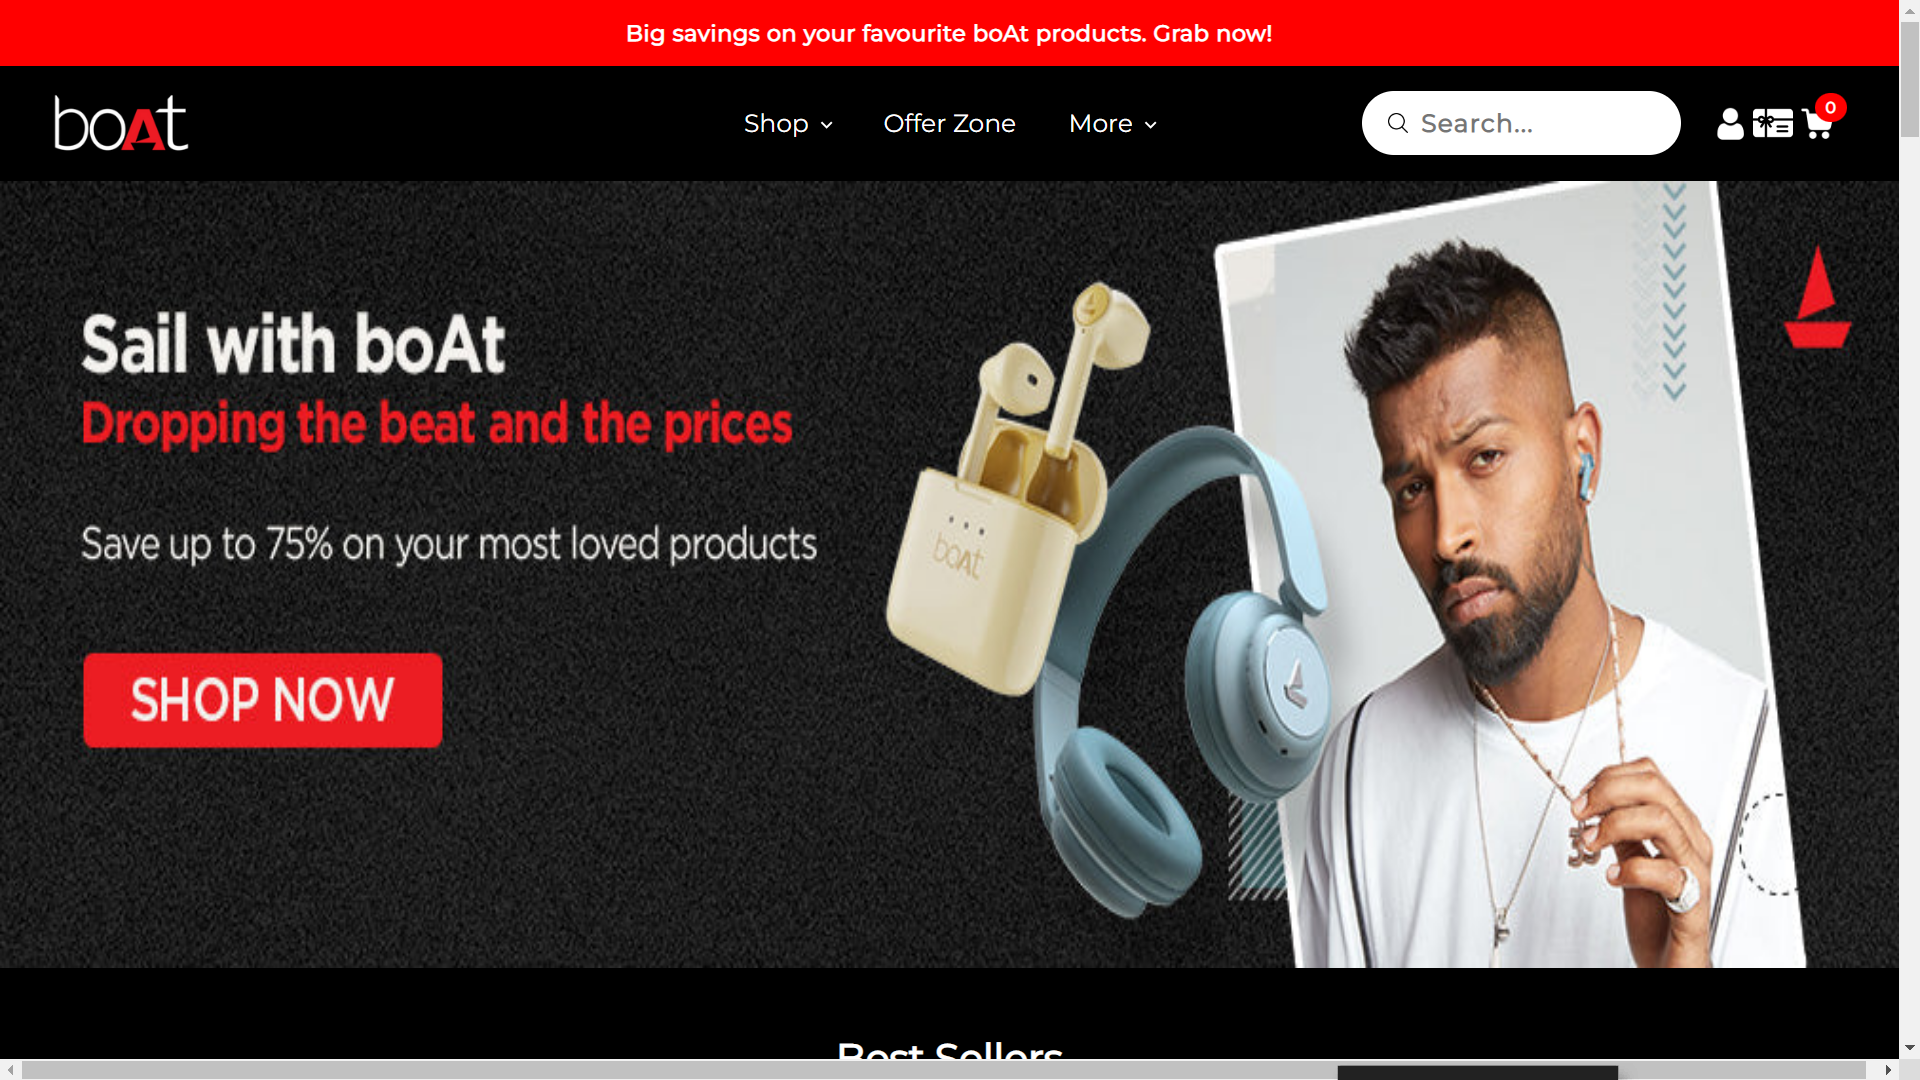 Big savings on your favourite boAt products. Grab now!
boAt
Shop
Offer Zone
More
Search...
0
Sail with boAt
Dropping the beat and the prices
Save up to 75% on your most loved products
SHOP NOW
boAt
Best Sellers